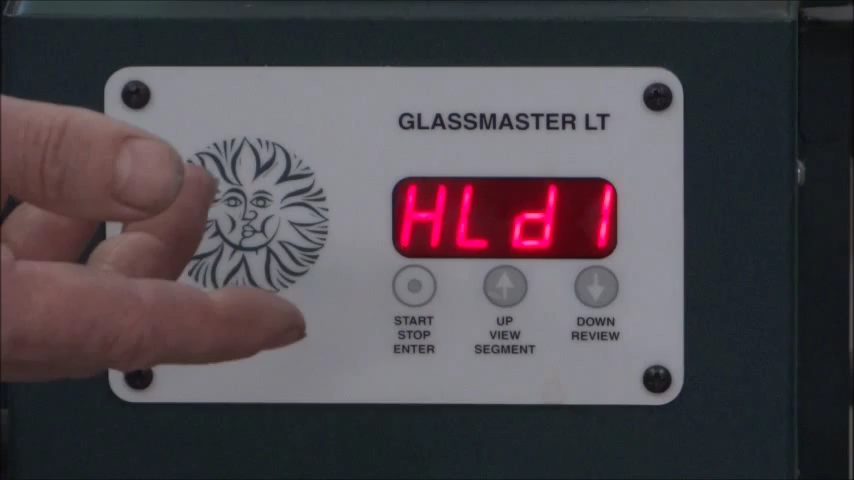 GLASSMASTER LT
HLd1
START
STOP
ENTER
UP
VIEW
SEGMENT
DOWN
REVIEW